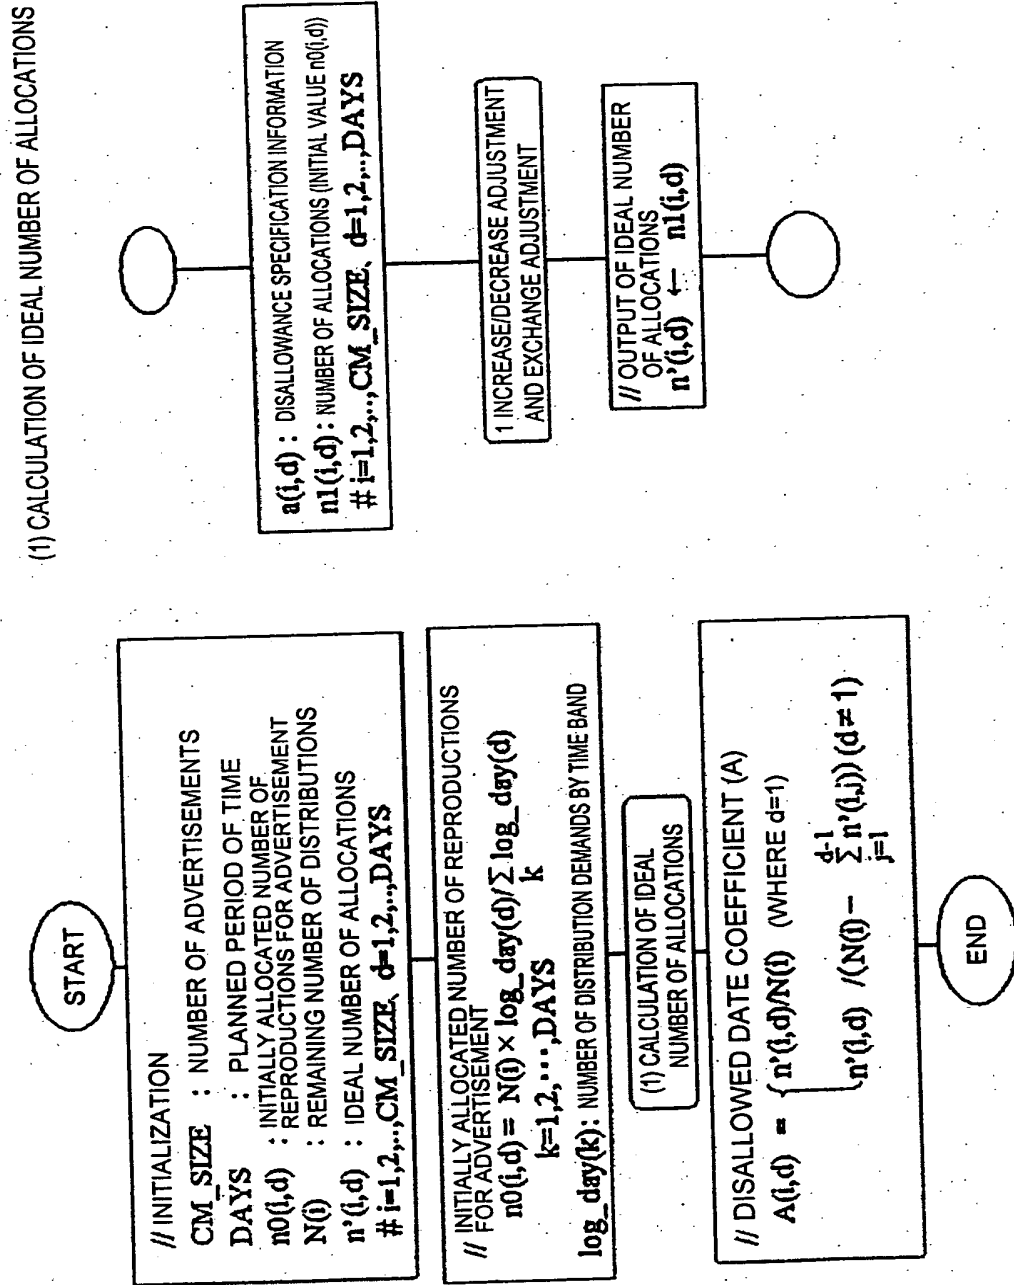 START
// INITIALIZATION
CM_SIZE : NUMBER OF ADVERTISEMENTS
DAYS : PLANNED PERIOD OF TIME
n0(i,d) : INITIALLY ALLOCATED NUMBER OF
REPRODUCTIONS FOR ADVERTISEMENT
N(i) : REMAINING NUMBER OF DISTRIBUTIONS
n'(i,d) : IDEAL NUMBER OF ALLOCATIONS
# i=1,2,..,CM_SIZE、d=1,2,..,DAYS
// INITIALLY ALLOCATED NUMBER OF REPRODUCTIONS
FOR ADVERTISEMENT
n0(i,d) = N(i) × log_day(d)/ Σ log_day(d)
k
k=1,2,···,DAYS
log_day(k): NUMBER OF DISTRIBUTION DEMANDS BY TIME BAND
(1) CALCULATION OF IDEAL
NUMBER OF ALLOCATIONS
// DISALLOWED DATE COEFFICIENT (A)
A(i,d) = { n'(i,d)/N(i) (WHERE d=1)
d-1
n'(i,d) /(N(i) − Σ n'(i,j)) (d≠1)
j=1
END
(1) CALCULATION OF IDEAL NUMBER OF ALLOCATIONS
a(i,d) : DISALLOWANCE SPECIFICATION INFORMATION
n1(i,d) : NUMBER OF ALLOCATIONS (INITIAL VALUE n0(i,d))
# i=1,2,..,CM_SIZE、d=1,2,..,DAYS
1 INCREASE/DECREASE ADJUSTMENT
AND EXCHANGE ADJUSTMENT
// OUTPUT OF IDEAL NUMBER
OF ALLOCATIONS
n'(i,d) ← n1(i,d)